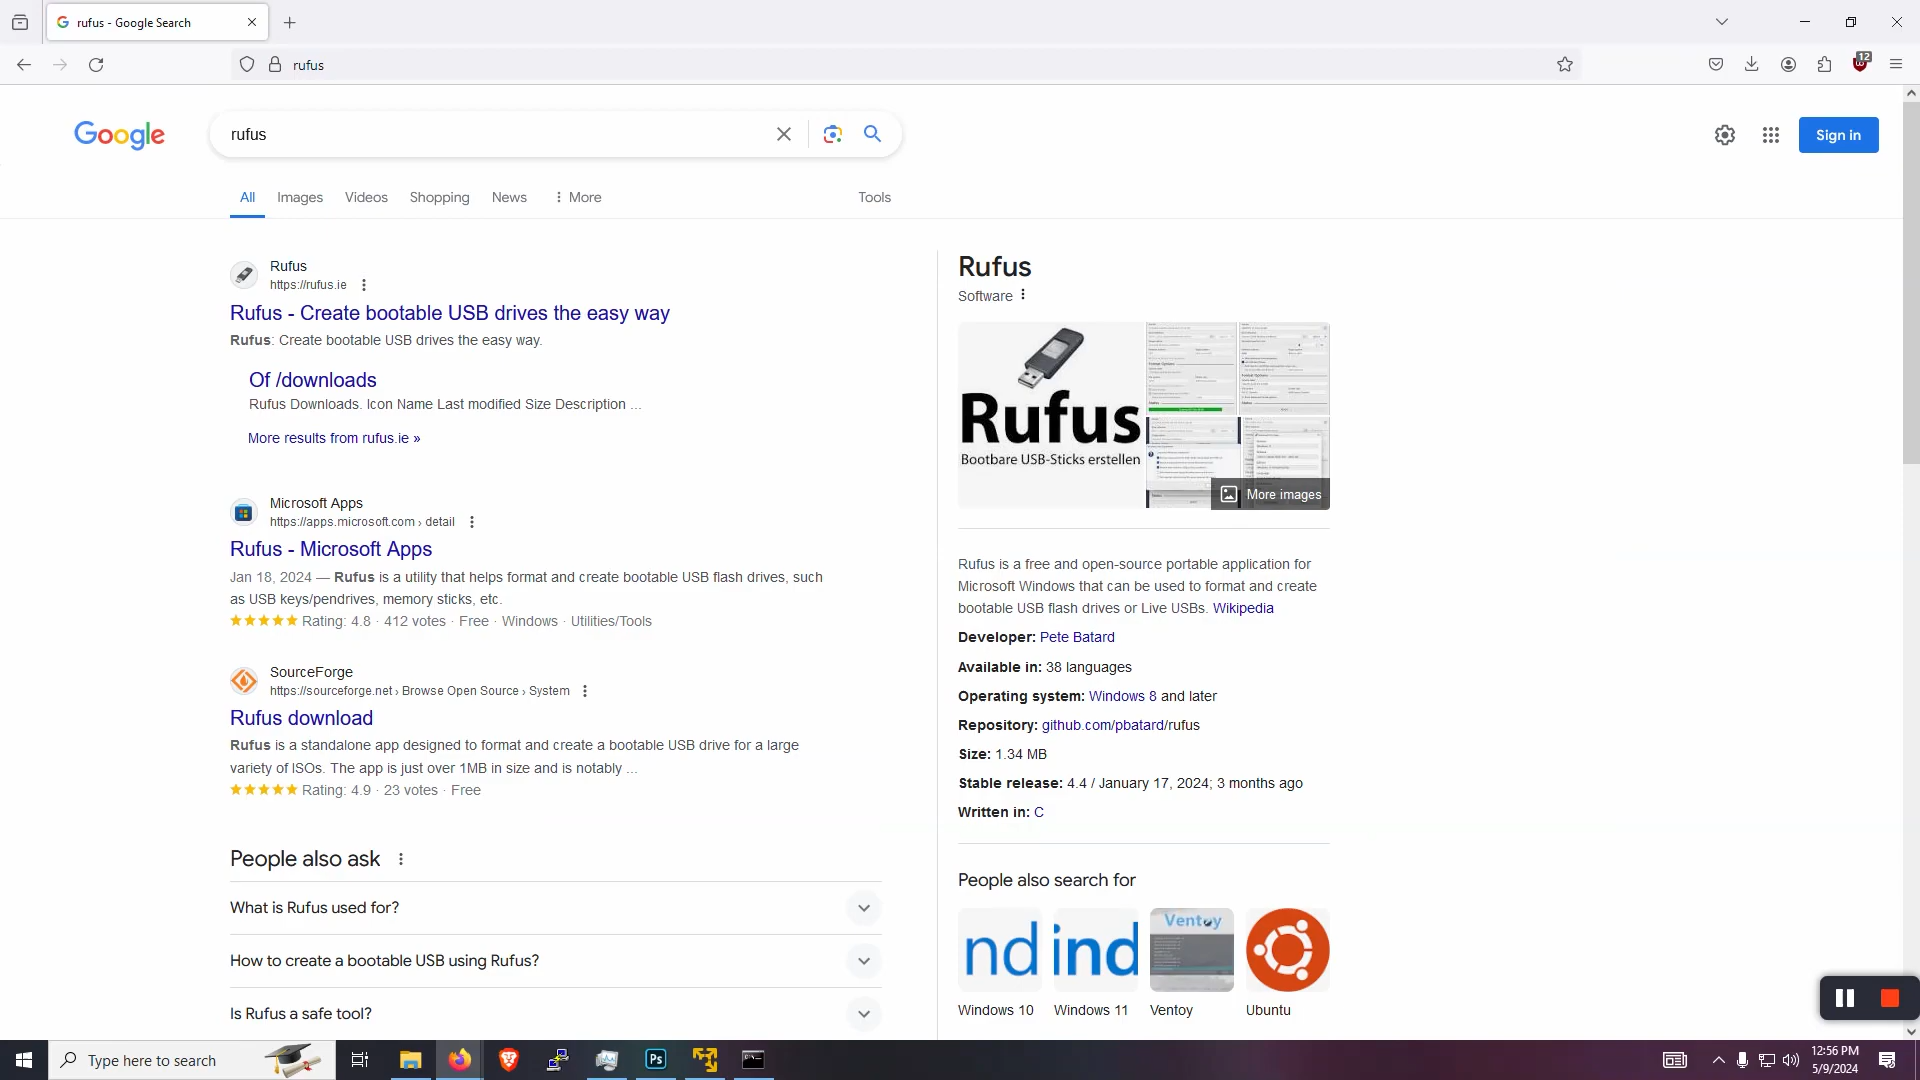 rufus - Google Search
rufus
12
Google
rufus
Sign in
All
Images
Videos
Shopping
News
More
Tools
Rufus
https://rufus.ie
Rufus - Create bootable USB drives the easy way
Rufus: Create bootable USB drives the easy way.
Of /downloads
Rufus Downloads. Icon Name Last modified Size Description ...
More results from rufus.ie »
Microsoft Apps
https://apps.microsoft.com › detail
Rufus - Microsoft Apps
Jan 18, 2024 — Rufus is a utility that helps format and create bootable USB flash drives, such
as USB keys/pendrives, memory sticks, etc.
Rating: 4.8 · 412 votes · Free · Windows · Utilities/Tools
SourceForge
https://sourceforge.net › Browse Open Source › System
Rufus download
Rufus is a standalone app designed to format and create a bootable USB drive for a large
variety of ISOs. The app is just over 1MB in size and is notably ...
Rating: 4.9 · 23 votes · Free
People also ask
What is Rufus used for?
How to create a bootable USB using Rufus?
Is Rufus a safe tool?
Rufus
Software
Rufus
Bootbare USB-Sticks erstellen
More images
Rufus is a free and open-source portable application for
Microsoft Windows that can be used to format and create
bootable USB flash drives or Live USBs. Wikipedia
Developer: Pete Batard
Available in: 38 languages
Operating system: Windows 8 and later
Repository: github.com/pbatard/rufus
Size: 1.34 MB
Stable release: 4.4 / January 17, 2024; 3 months ago
Written in: C
People also search for
nd
ind
Ventoy
Windows 10
Windows 11
Ventoy
Ubuntu
Type here to search
Ps
12:56 PM
5/9/2024